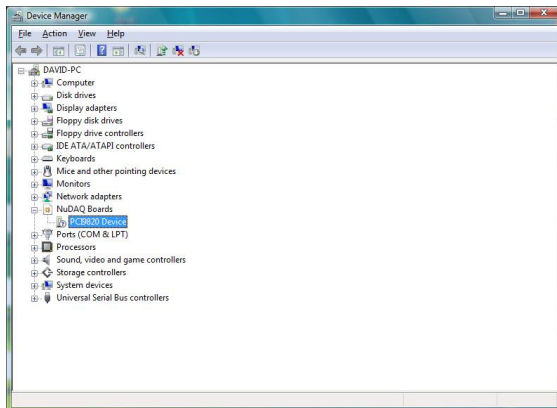 Device Manager
File Action View Help
DAVID-PC
Computer
Disk drives
Display adapters
Floppy disk drives
Floppy drive controllers
IDE ATA/ATAPI controllers
Keyboards
Mice and other pointing devices
Monitors
Network adapters
NuDAQ Boards
PCI9820 Device
Ports (COM & LPT)
Processors
Sound, video and game controllers
Storage controllers
System devices
Universal Serial Bus controllers